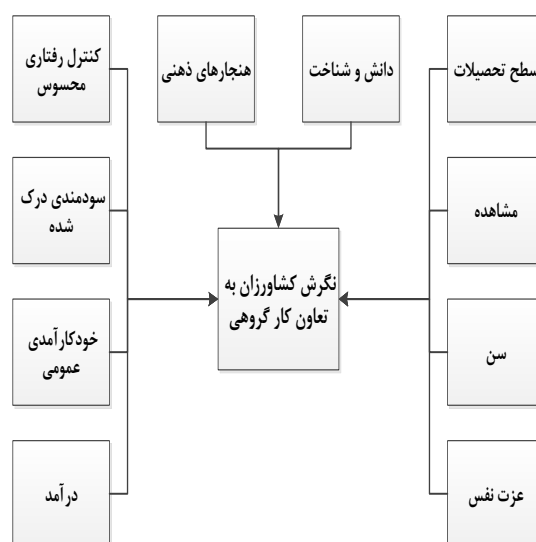 سطح تحصیلات
دانش و شناخت
هنجارهای ذهنی
کنترل رفتاری
محسوس
مشاهده
سودمندی درک
شده
نگرش کشاورزان به
تعاون کار گروهی
سن
خودکارآمدی
عمومی
عزت نفس
درآمد